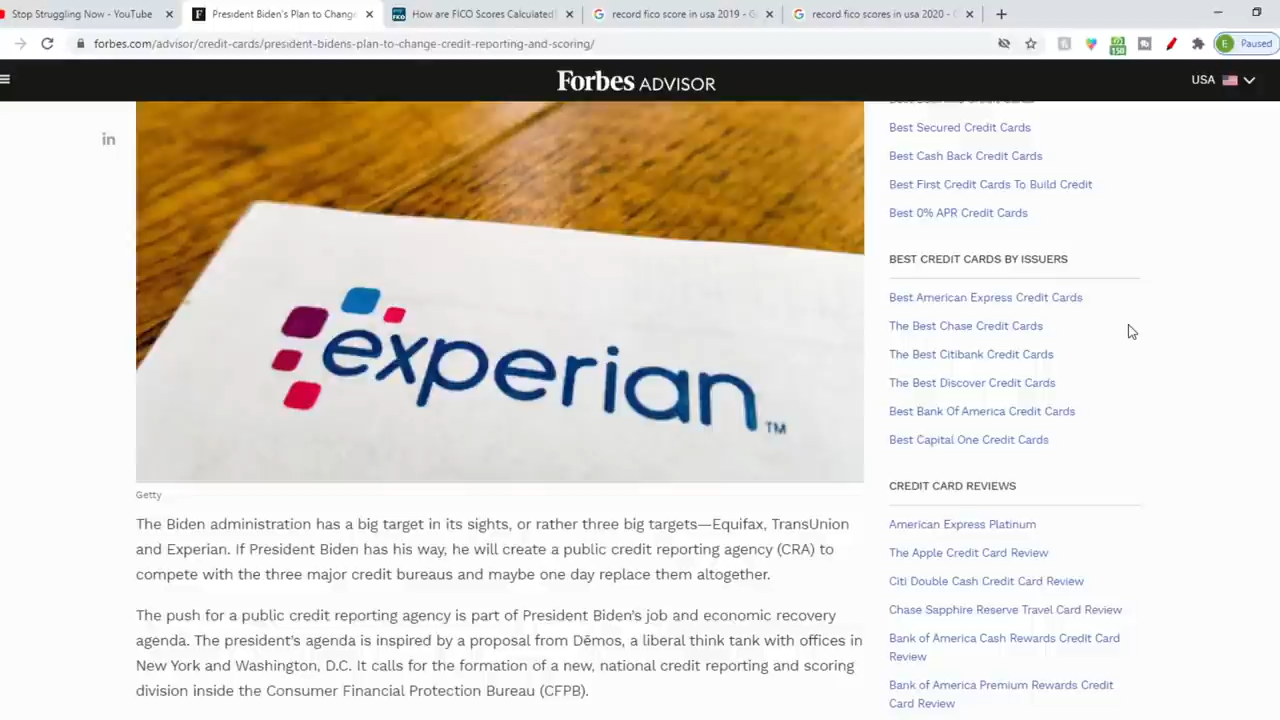 Stop Struggling Now - YouTube
President Biden's Plan to Change
How are FICO Scores Calculated
record fico score in usa 2019 - G
record fico scores in usa 2020 - G
forbes.com/advisor/credit-cards/president-bidens-plan-to-change-credit-reporting-and-scoring/
150
E
Paused
Forbes ADVISOR
USA
in
experian
TM
Getty
The Biden administration has a big target in its sights, or rather three big targets—Equifax, TransUnion
and Experian. If President Biden has his way, he will create a public credit reporting agency (CRA) to
compete with the three major credit bureaus and maybe one day replace them altogether.
The push for a public credit reporting agency is part of President Biden's job and economic recovery
agenda. The president's agenda is inspired by a proposal from Dēmos, a liberal think tank with offices in
New York and Washington, D.C. It calls for the formation of a new, national credit reporting and scoring
division inside the Consumer Financial Protection Bureau (CFPB).
Best Secured Credit Cards
Best Cash Back Credit Cards
Best First Credit Cards To Build Credit
Best 0% APR Credit Cards
BEST CREDIT CARDS BY ISSUERS
Best American Express Credit Cards
The Best Chase Credit Cards
The Best Citibank Credit Cards
The Best Discover Credit Cards
Best Bank Of America Credit Cards
Best Capital One Credit Cards
CREDIT CARD REVIEWS
American Express Platinum
The Apple Credit Card Review
Citi Double Cash Credit Card Review
Chase Sapphire Reserve Travel Card Review
Bank of America Cash Rewards Credit Card
Review
Bank of America Premium Rewards Credit
Card Review